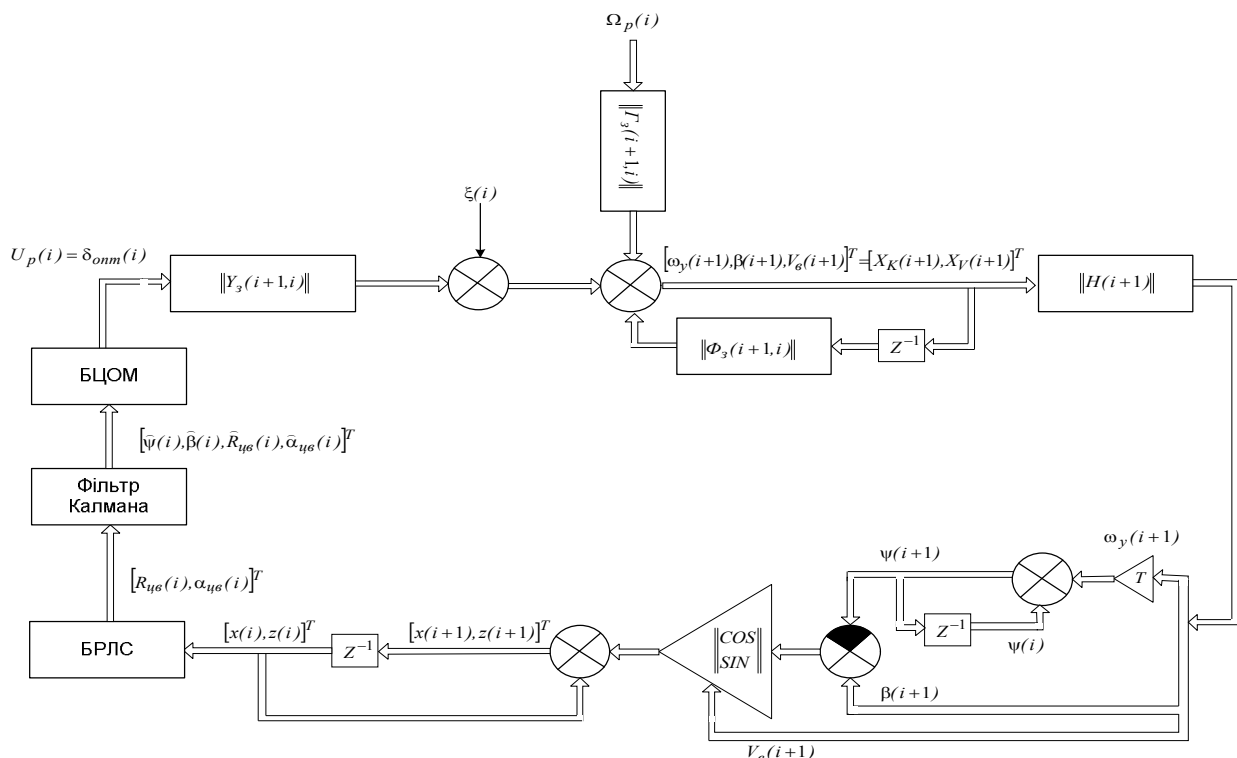 Ω_p(i)
‖Г_з(i+1,i)‖
ξ(i)
U_p(i)=δ_опт(i)
‖Y_з(i+1,i)‖
[ω_y(i+1),β(i+1),V_в(i+1)]^T=[X_K(i+1),X_V(i+1)]^T
‖H(i+1)‖
‖Φ_з(i+1,i)‖
Z^-1
БЦОМ
[ψ̂(i),β̂(i),R̂_цв(i),α̂_цв(i)]^T
Фільтр
Калмана
[R_цв(i),α_цв(i)]^T
БРЛС
[x(i),z(i)]^T
Z^-1
[x(i+1),z(i+1)]^T
‖COS
SIN‖
ψ(i+1)
ω_y(i+1)
T
Z^-1
ψ(i)
β(i+1)
V_в(i+1)